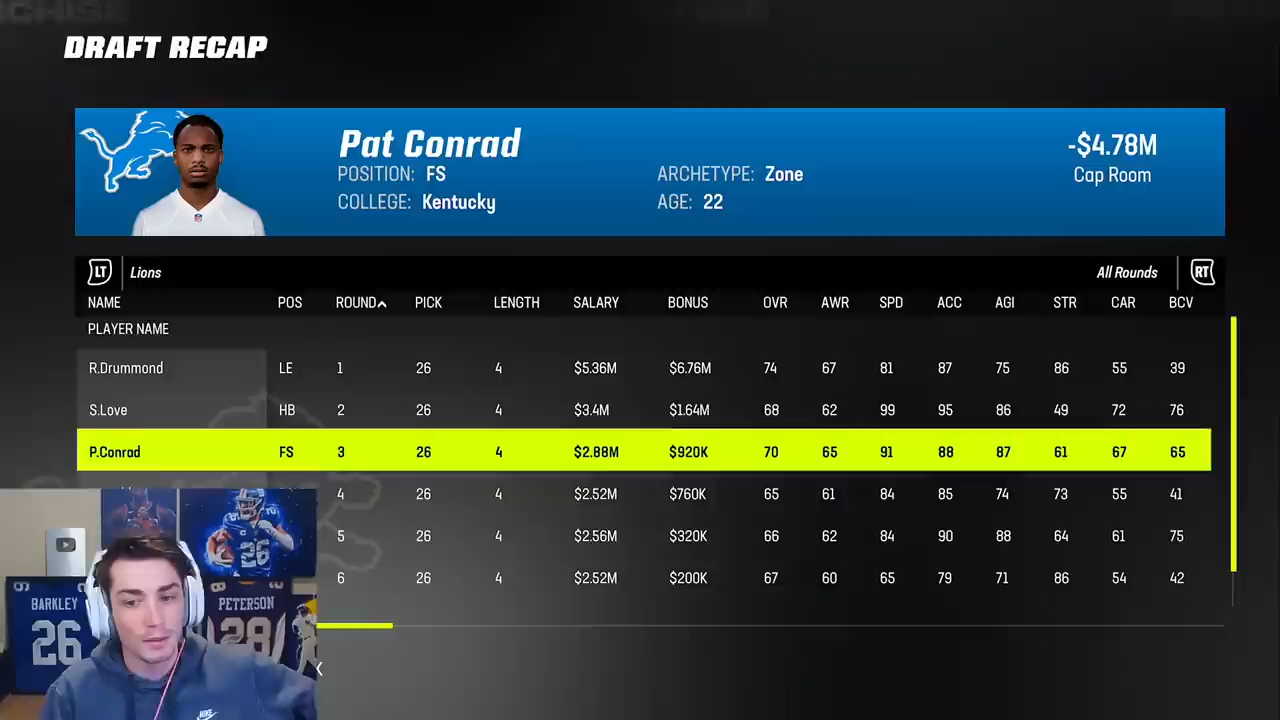 DRAFT RECAP
Pat Conrad
POSITION: FS
COLLEGE: Kentucky
ARCHETYPE: Zone
AGE: 22
-$4.78M
Cap Room
LT Lions All Rounds RT
NAME POS ROUND PICK LENGTH SALARY BONUS OVR AWR SPD ACC AGI STR CAR BCV
PLAYER NAME
R.Drummond LE 1 26 4 $5.36M $6.76M 74 67 81 87 75 86 55 39
S.Love HB 2 26 4 $3.4M $1.64M 68 62 99 95 86 49 72 76
P.Conrad FS 3 26 4 $2.88M $920K 70 65 91 88 87 61 67 65
4 26 4 $2.52M $760K 65 61 84 85 74 73 55 41
5 26 4 $2.56M $320K 66 62 84 90 88 64 61 75
6 26 4 $2.52M $200K 67 60 65 79 71 86 54 42
BARKLEY
26
PETERSON
28
26